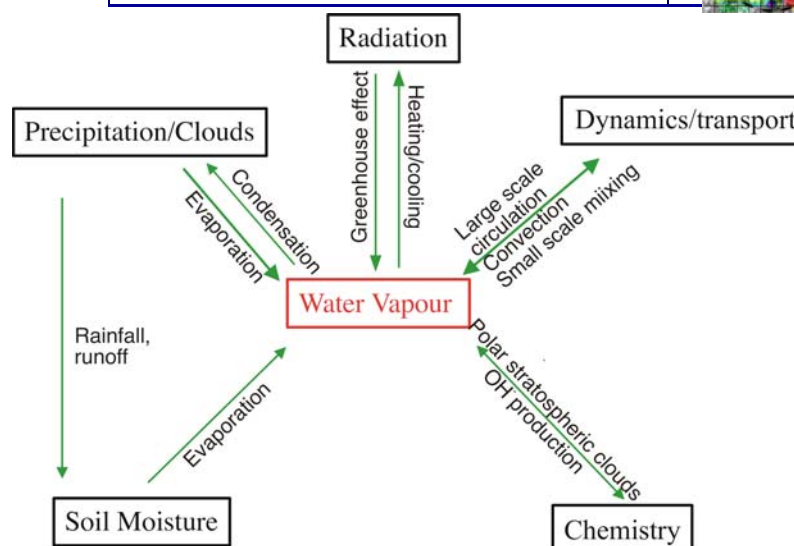 Radiation
Precipitation/Clouds
Dynamics/transport
Greenhouse effect
Heating/cooling
Condensation
Evaporation
Large scale
circulation
Convection
Small scale miixing
Water Vapour
Rainfall,
runoff
Evaporation
Polar stratospheric clouds
OH production
Soil Moisture
Chemistry